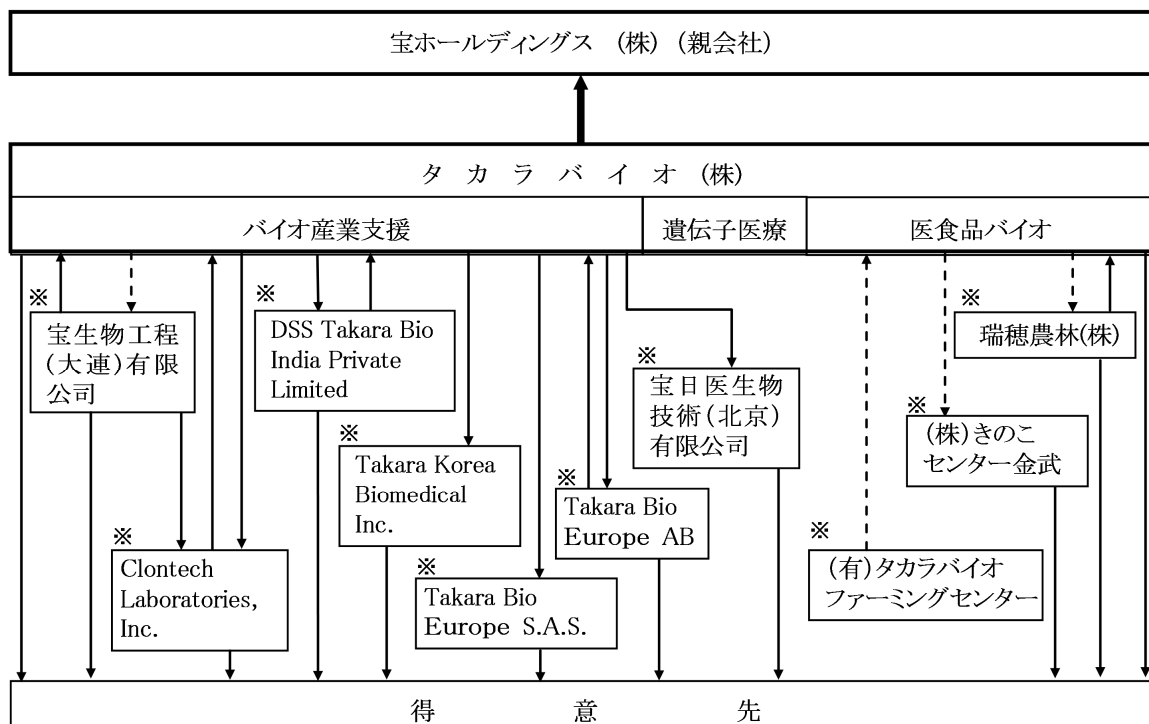 宝ホールディングス (株) (親会社)
タ カ ラ バ イ オ (株)
バイオ産業支援
遺伝子医療
医食品バイオ
※
宝生物工程
(大連)有限
公司
※
DSS Takara Bio
India Private
Limited
※
瑞穂農林(株)
※
宝日医生物
技術(北京)
有限公司
※
(株)きのこ
センター金武
※
Takara Korea
Biomedical
Inc.
※
Takara Bio
Europe AB
※
Clontech
Laboratories,
Inc.
※
(有)タカラバイオ
ファーミングセンター
※
Takara Bio
Europe S.A.S.
得 意 先